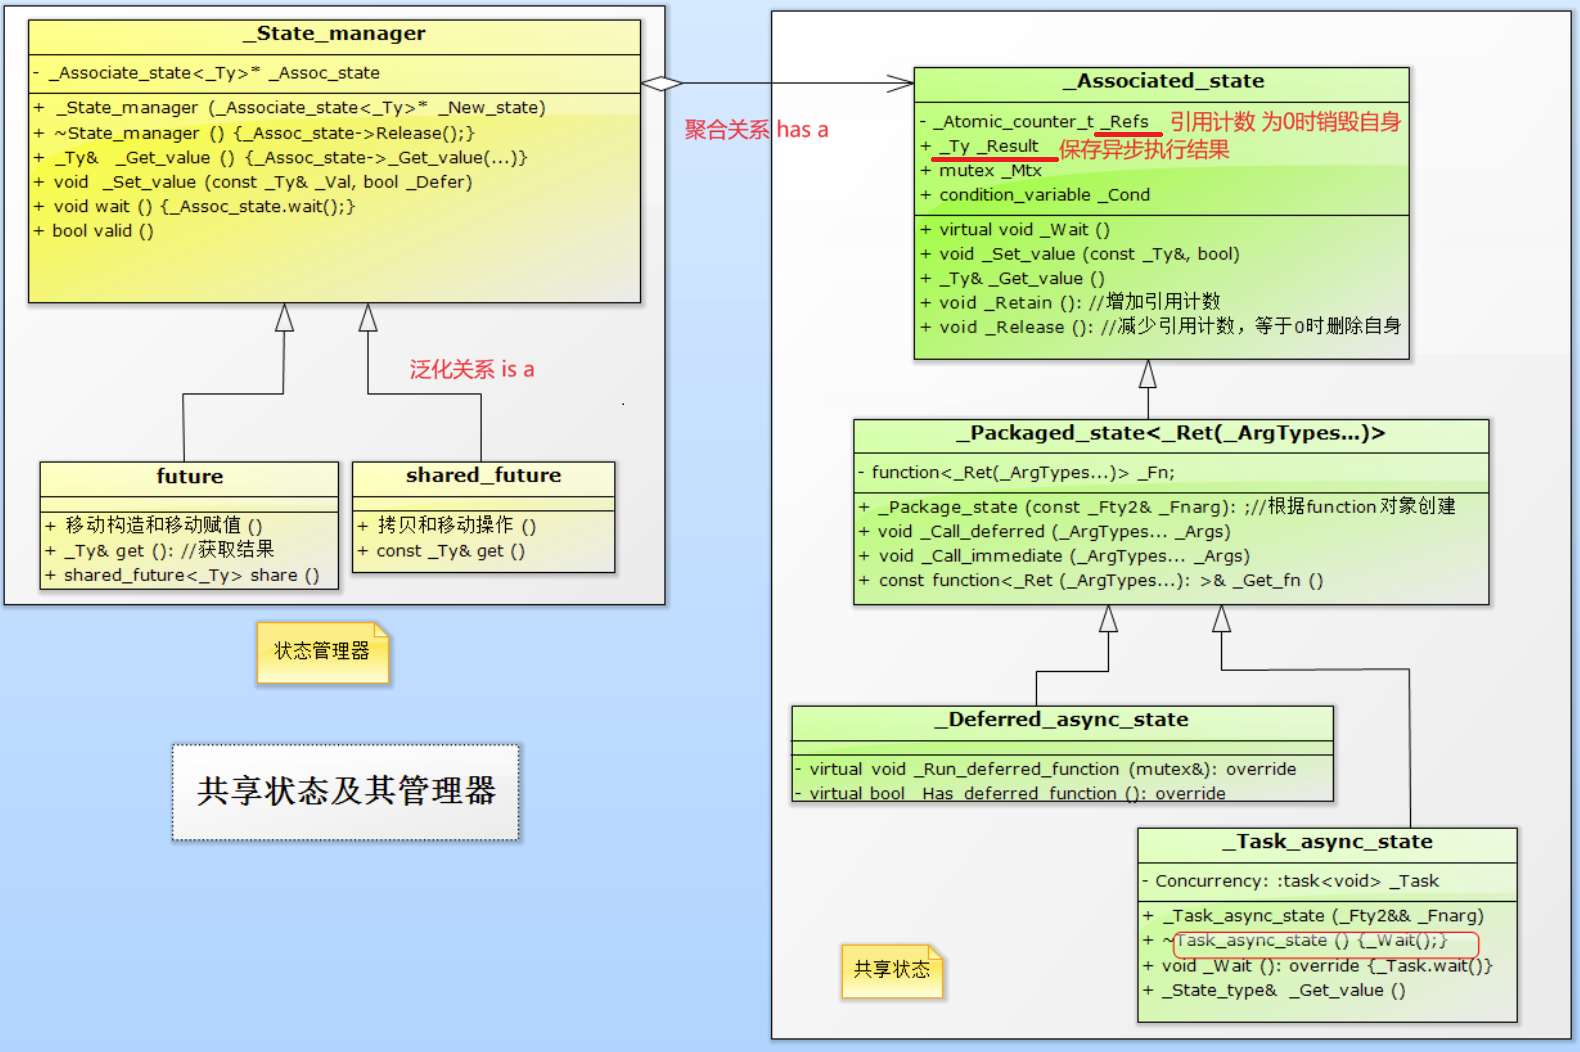 _State_manager
- _Associate_state<_Ty>* _Assoc_state
+ _State_manager (_Associate_state<_Ty>* _New_state)
+ ~State_manager () {_Assoc_state->Release();}
+ _Ty& _Get_value () {_Assoc_state->_Get_value(...)}
+ void _Set_value (const _Ty& _Val, bool _Defer)
+ void wait () {_Assoc_state.wait();}
+ bool valid ()
聚合关系 has a
泛化关系 is a
future
+ 移动构造和移动赋值 ()
+ _Ty& get (): //获取结果
+ shared_future<_Ty> share ()
shared_future
+ 拷贝和移动操作 ()
+ const _Ty& get ()
状态管理器
共享状态及其管理器
_Associated_state
- _Atomic_counter_t _Refs 引用计数 为0时销毁自身
+ _Ty _Result 保存异步执行结果
+ mutex _Mtx
+ condition_variable _Cond
+ virtual void _Wait ()
+ void _Set_value (const _Ty&, bool)
+ _Ty& _Get_value ()
+ void _Retain (): //增加引用计数
+ void _Release (): //减少引用计数，等于0时删除自身
_Packaged_state<_Ret(_ArgTypes...)>
- function<_Ret(_ArgTypes...)> _Fn;
+ _Package_state (const _Fty2& _Fnarg): ;//根据function对象创建
+ void _Call_deferred (_ArgTypes... _Args)
+ void _Call_immediate (_ArgTypes... _Args)
+ const function<_Ret (_ArgTypes...): >& _Get_fn ()
_Deferred_async_state
- virtual void _Run_deferred_function (mutex&): override
- virtual bool _Has_deferred_function (): override
_Task_async_state
- Concurrency: :task<void> _Task
+ _Task_async_state (_Fty2&& _Fnarg)
+ ~Task_async_state () {_Wait();}
+ void _Wait (): override {_Task.wait()}
+ _State_type& _Get_value ()
共享状态